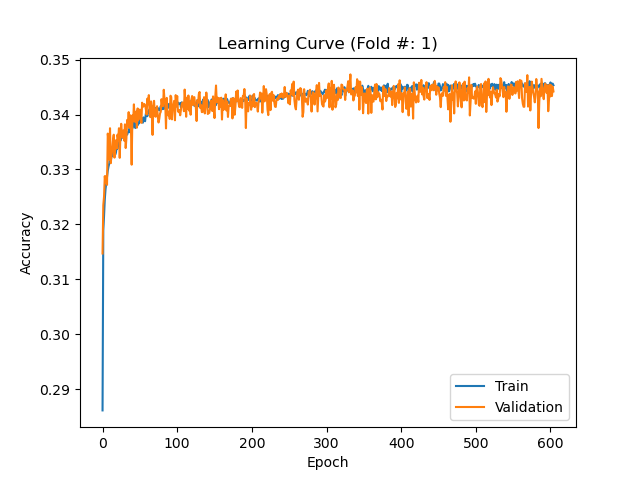 Learning Curve (Fold #: 1)
0.35
0.34
0.33
0.32
0.31
0.30
0.29
Accuracy
0 100 200 300 400 500 600
Epoch
Train
Validation